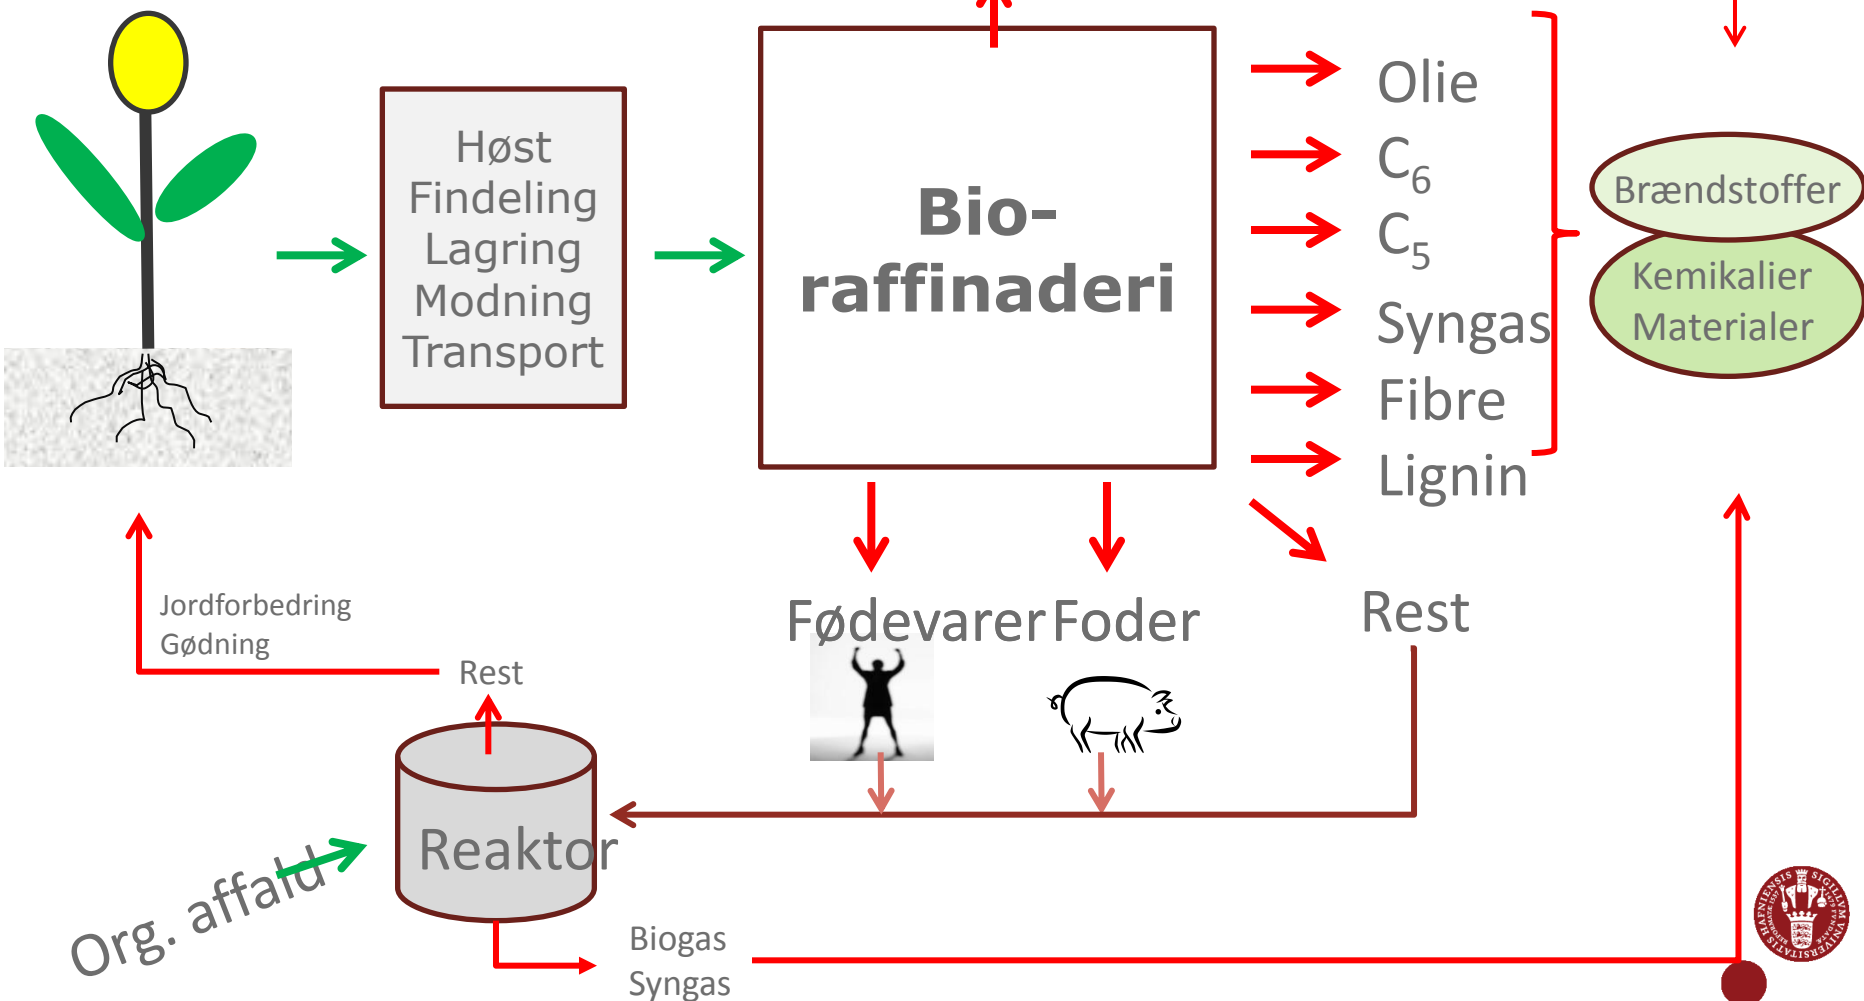 Høst
Findeling
Lagring
Modning
Transport
Bio-
raffinaderi
Olie
C6
C5
Syngas
Fibre
Lignin
Brændstoffer
Kemikalier
Materialer
Fødevarer
Foder
Rest
Jordforbedring
Gødning
Rest
Reaktor
Org. affald
Biogas
Syngas